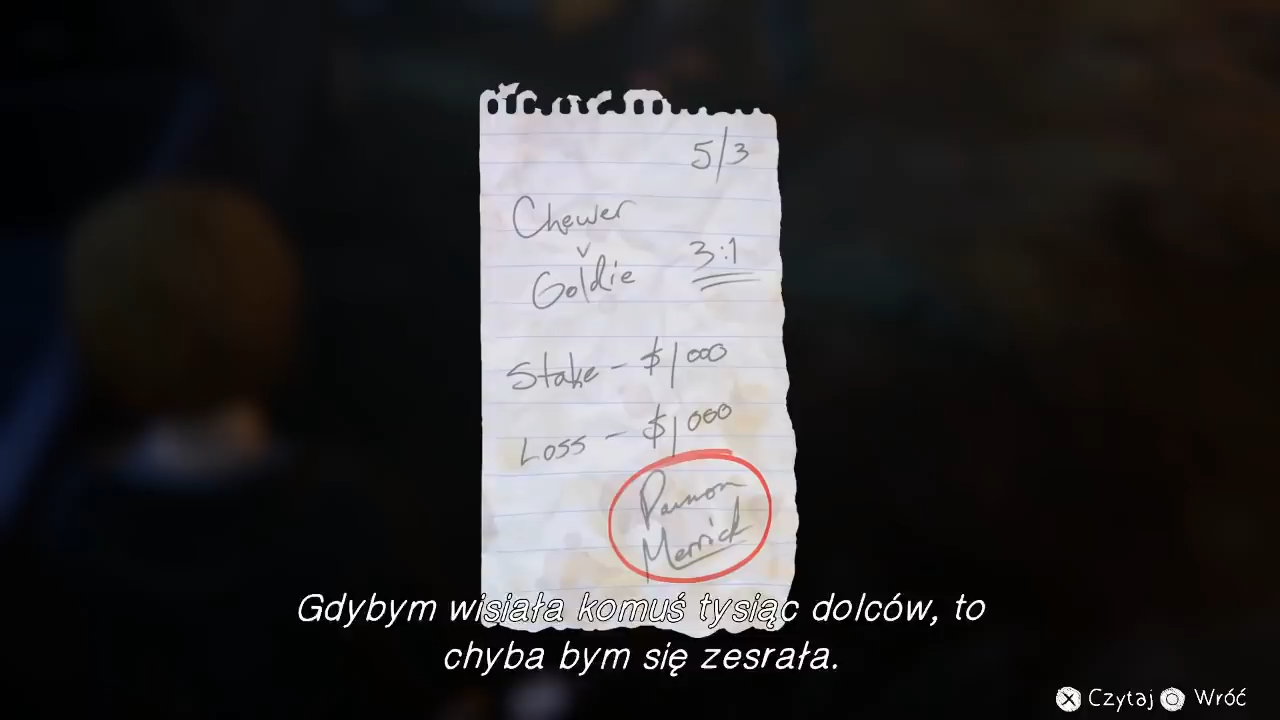 5/3
Chewer
v
Goldie 3:1
Stake - $1000
Loss - $1000
Damon
Merrick
Gdybym wisiała komuś tysiąc dolców, to
chyba bym się zesrała.
Czytaj Wróć